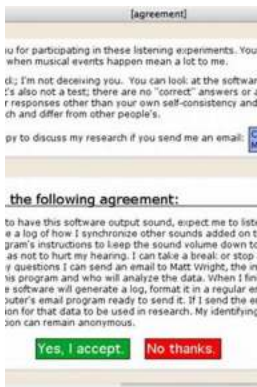 [agreement]
ou for participating in these listening experiments. You
when musical events happen mean a lot to me.
ck; I'm not deceiving you. You can look at the softwar
t's also not a test; there are no "correct" answers or a
r responses other than your own self-consistency and
ch and differ from other people's.
py to discuss my research if you send me an email:
the following agreement:
to have this software output sound, expect me to liste
e a log of how I synchronize other sounds added on t
gram's instructions to keep the sound volume down to
as not to hurt my hearing. I can take a break or stop
y questions I can send an email to Matt Wright, the in
his program and who will analyze the data. When I fin
e software will generate a log, format it in a regular em
outer's email program ready to send it. If I send the em
ion for that data to be used in research. My identifying
on can remain anonymous.
Yes, I accept. No thanks.